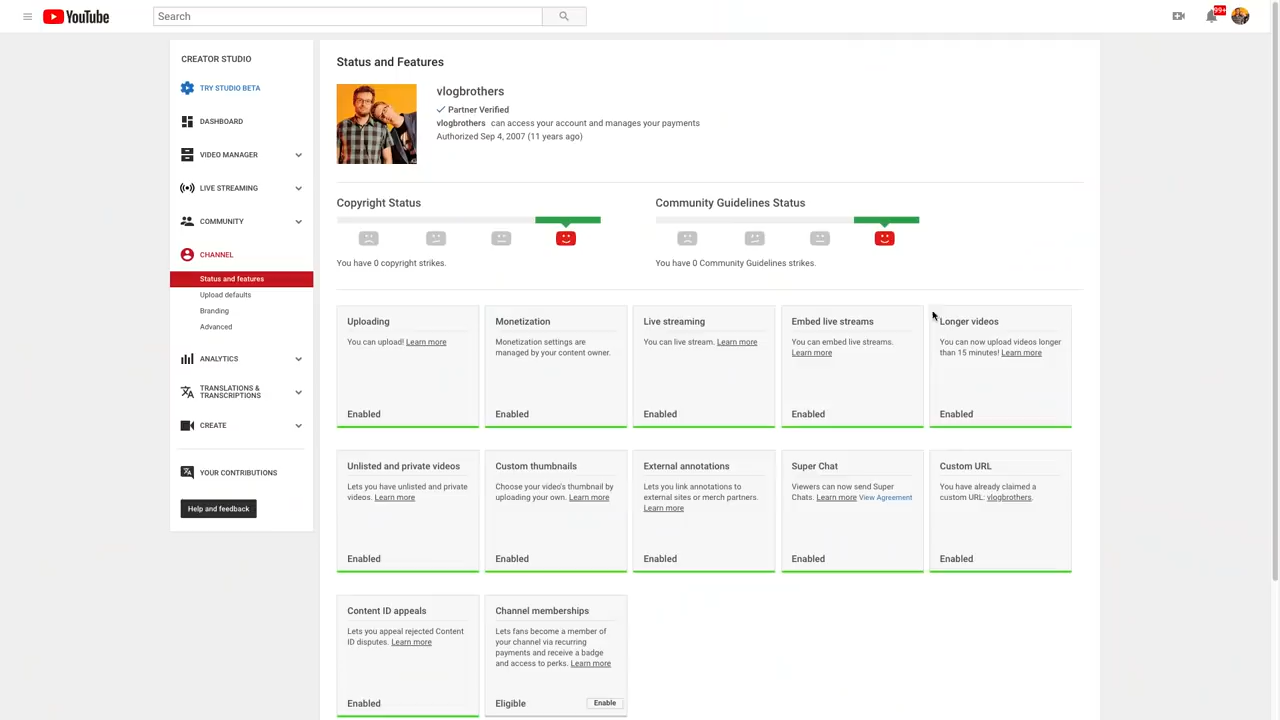 YouTube
Search
99+
CREATOR STUDIO
TRY STUDIO BETA
DASHBOARD
VIDEO MANAGER
LIVE STREAMING
COMMUNITY
CHANNEL
Status and features
Upload defaults
Branding
Advanced
ANALYTICS
TRANSLATIONS &
TRANSCRIPTIONS
CREATE
YOUR CONTRIBUTIONS
Help and feedback
Status and Features
vlogbrothers
Partner Verified
vlogbrothers can access your account and manages your payments
Authorized Sep 4, 2007 (11 years ago)
Copyright Status
You have 0 copyright strikes.
Community Guidelines Status
You have 0 Community Guidelines strikes.
Uploading
You can upload! Learn more
Enabled
Monetization
Monetization settings are
managed by your content owner.
Enabled
Live streaming
You can live stream. Learn more
Enabled
Embed live streams
You can embed live streams.
Learn more
Enabled
Longer videos
You can now upload videos longer
than 15 minutes! Learn more
Enabled
Unlisted and private videos
Lets you have unlisted and private
videos. Learn more
Enabled
Custom thumbnails
Choose your video's thumbnail by
uploading your own. Learn more
Enabled
External annotations
Lets you link annotations to
external sites or merch partners.
Learn more
Enabled
Super Chat
Viewers can now send Super
Chats. Learn more View Agreement
Enabled
Custom URL
You have already claimed a
custom URL: vlogbrothers.
Enabled
Content ID appeals
Lets you appeal rejected Content
ID disputes. Learn more
Enabled
Channel memberships
Lets fans become a member of
your channel via recurring
payments and receive a badge
and access to perks. Learn more
Eligible
Enable